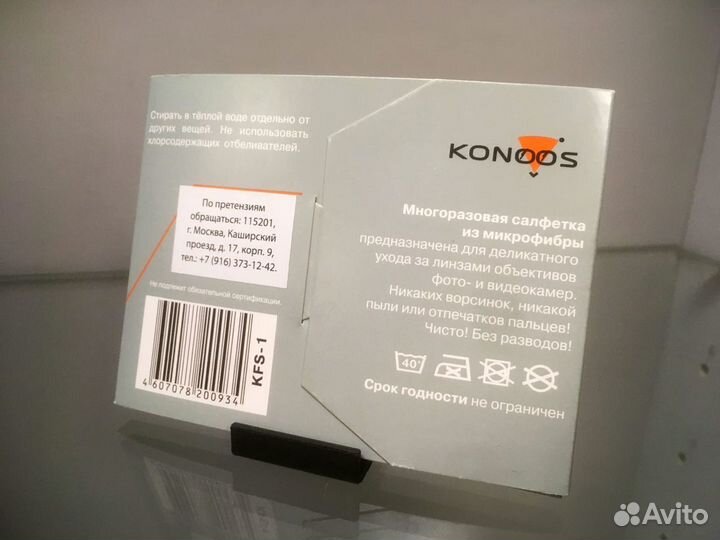 Стирать в тёплой воде отдельно от
других вещей. Не использовать
хлорсодержащих отбеливателей.
По претензиям
обращаться: 115201,
г. Москва, Каширский
проезд, д. 17, корп. 9,
тел.: +7 (916) 373-12-42.
Не подлежит обязательной сертификации.
4 607078 200934
KFS-1
KONOOS
Многоразовая салфетка
из микрофибры
предназначена для деликатного
ухода за линзами объективов
фото- и видеокамер.
Никаких ворсинок, никакой
пыли или отпечатков пальцев!
Чисто! Без разводов!
40°
Срок годности не ограничен
Avito